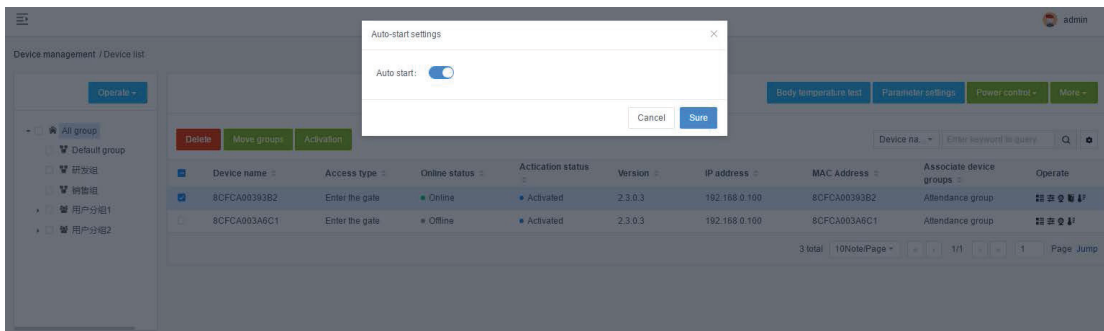 admin
Auto-start settings
Device management / Device list
Auto start:
Operate
Body temperature test
Parameter settings
Power control
More
Cancel
Sure
All group
Default group
研发组
销售组
用户分组1
用户分组2
Delete
Move groups
Activation
Device na...
Enter keyword to query
Device name
Access type
Online status
Actication status
Version
IP address
MAC Address
Associate device
groups
Operate
8CFCA00393B2 Enter the gate Online Activated 2.3.0.3 192.168.0.100 8CFCA00393B2 Attendance group
8CFCA003A6C1 Enter the gate Offline Activated 2.3.0.3 192.168.0.100 8CFCA003A6C1 Attendance group
3 total 10Note/Page 1/1 1 Page Jump